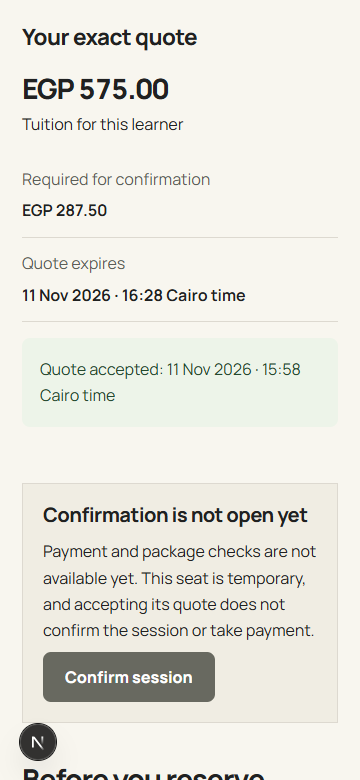 Your exact quote
EGP 575.00
Tuition for this learner
Required for confirmation
EGP 287.50
Quote expires
11 Nov 2026 · 16:28 Cairo time
Quote accepted: 11 Nov 2026 · 15:58
Cairo time
Confirmation is not open yet
Payment and package checks are not
available yet. This seat is temporary,
and accepting its quote does not
confirm the session or take payment.
Confirm session
N
Before you reserve